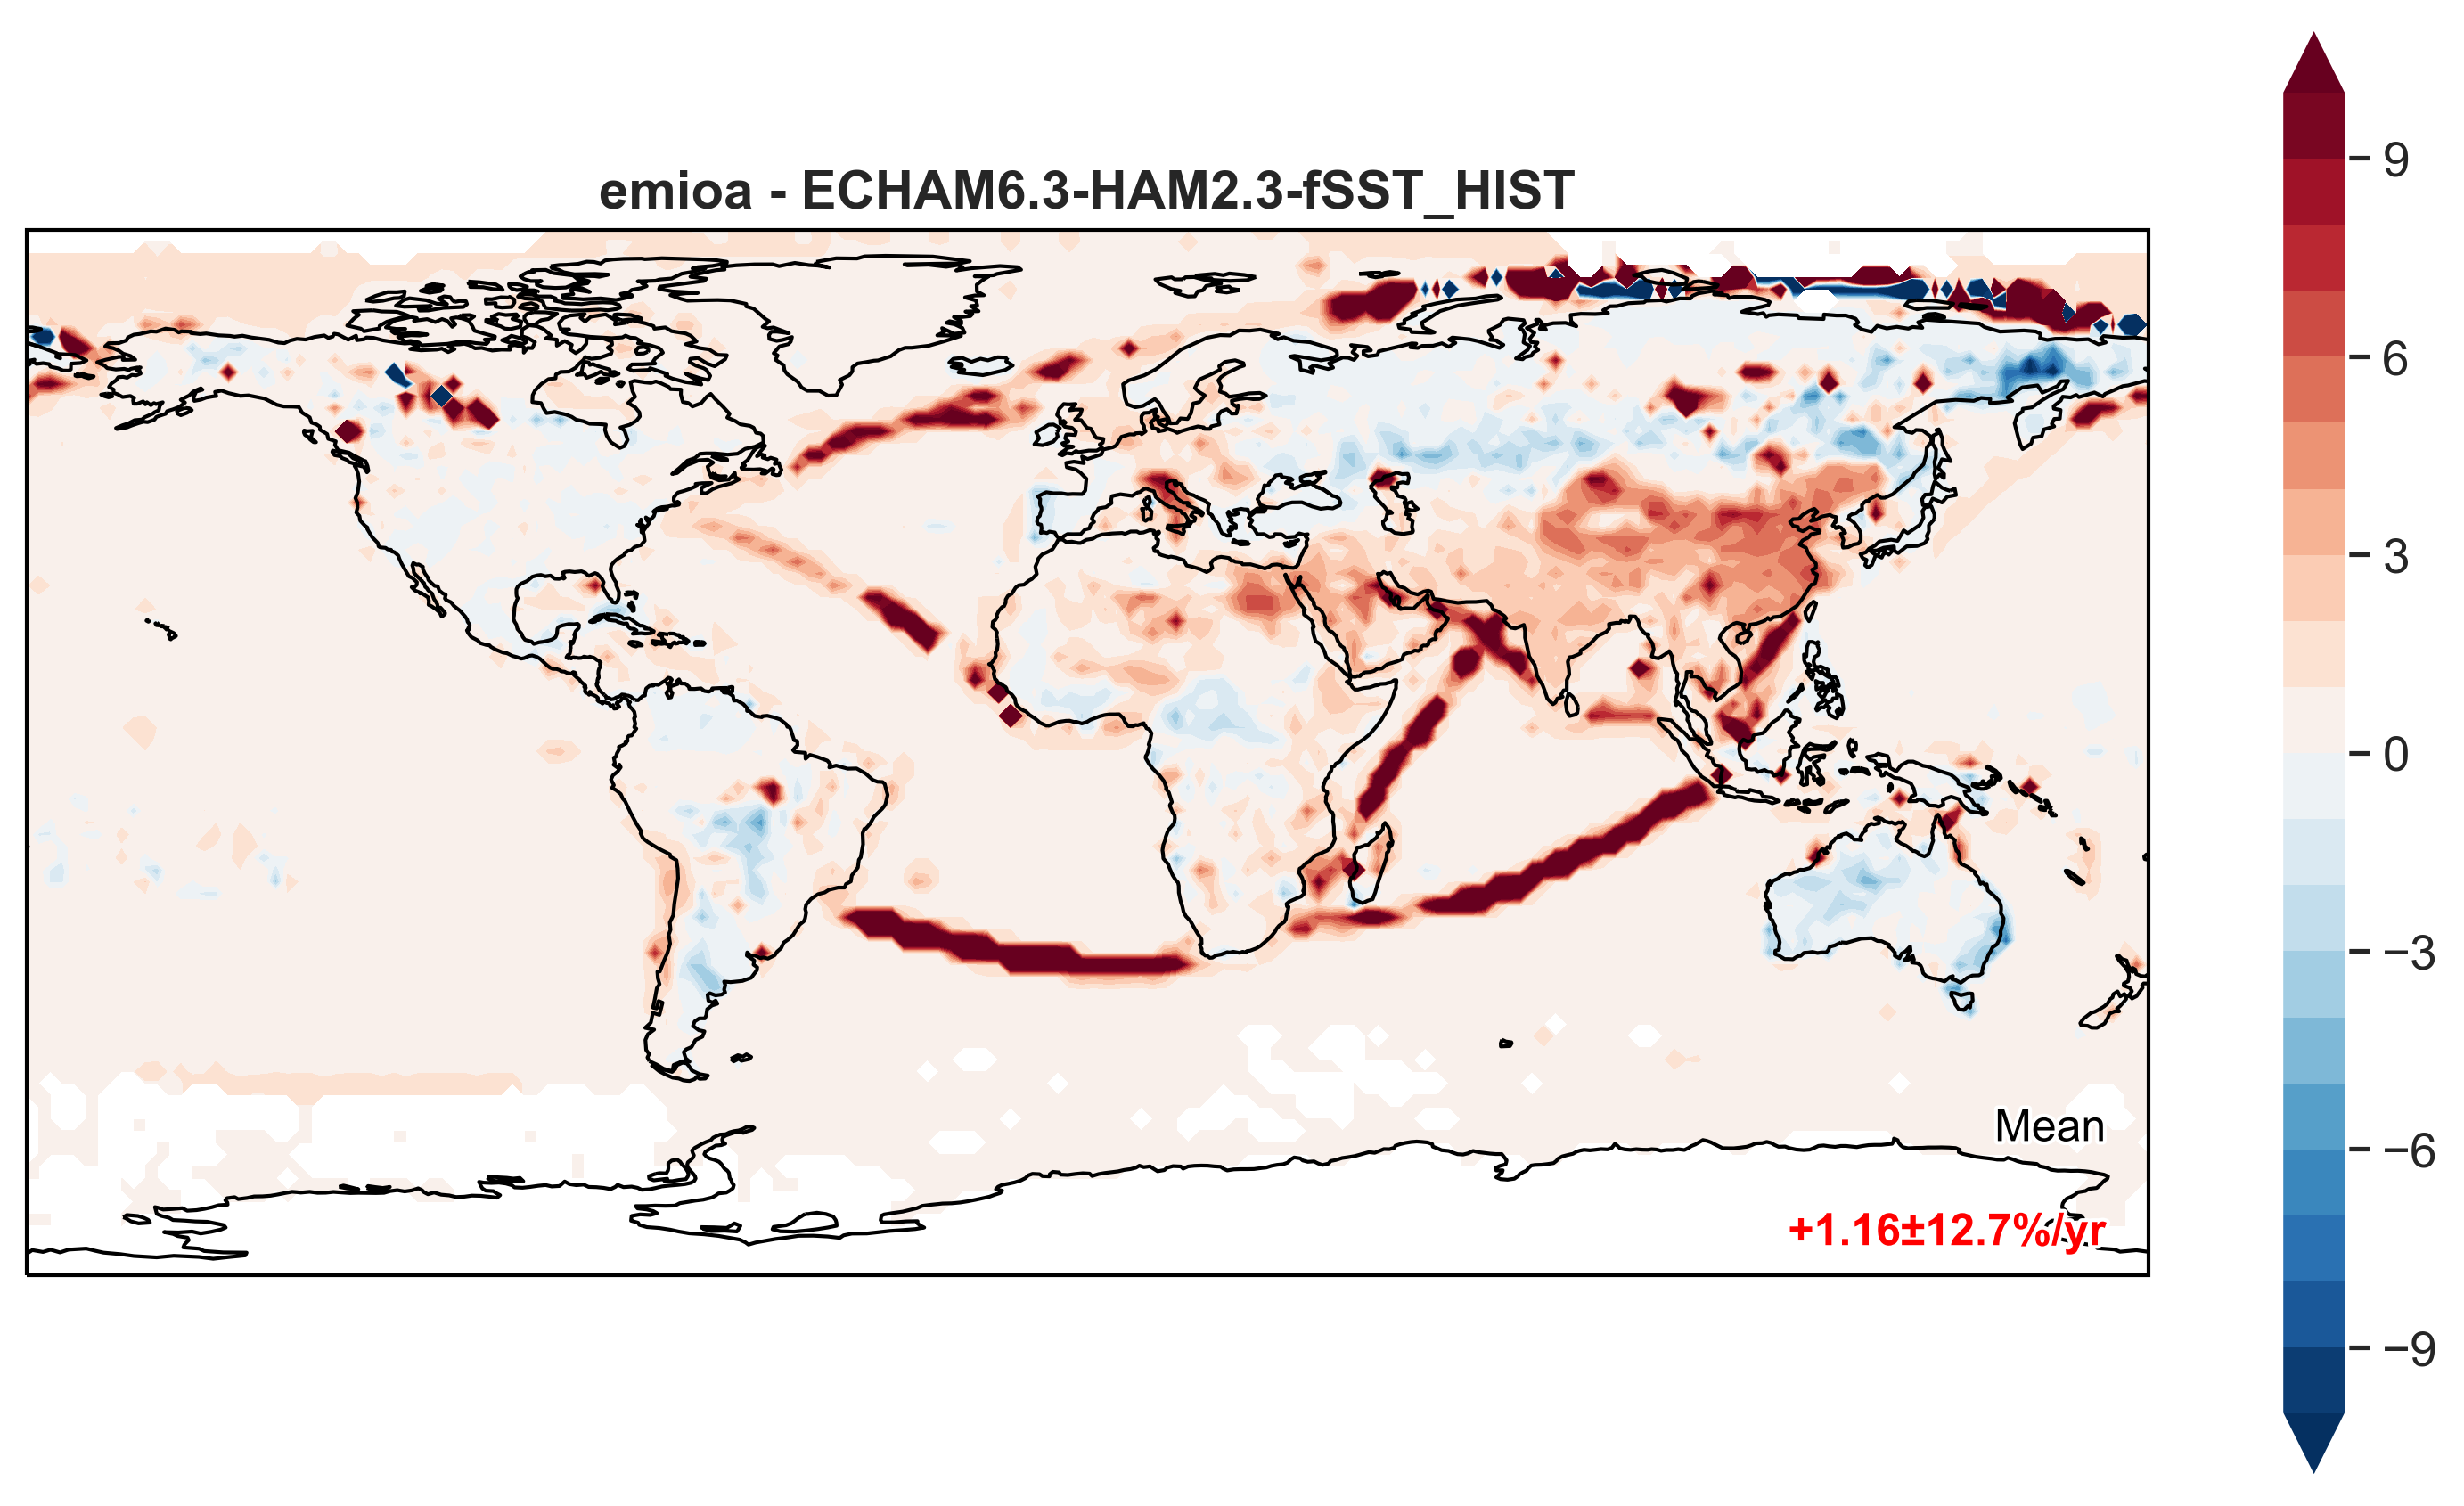 emioa - ECHAM6.3-HAM2.3-fSST_HIST
9
6
3
0
−3
−6
−9
Mean
+1.16±12.7%/yr